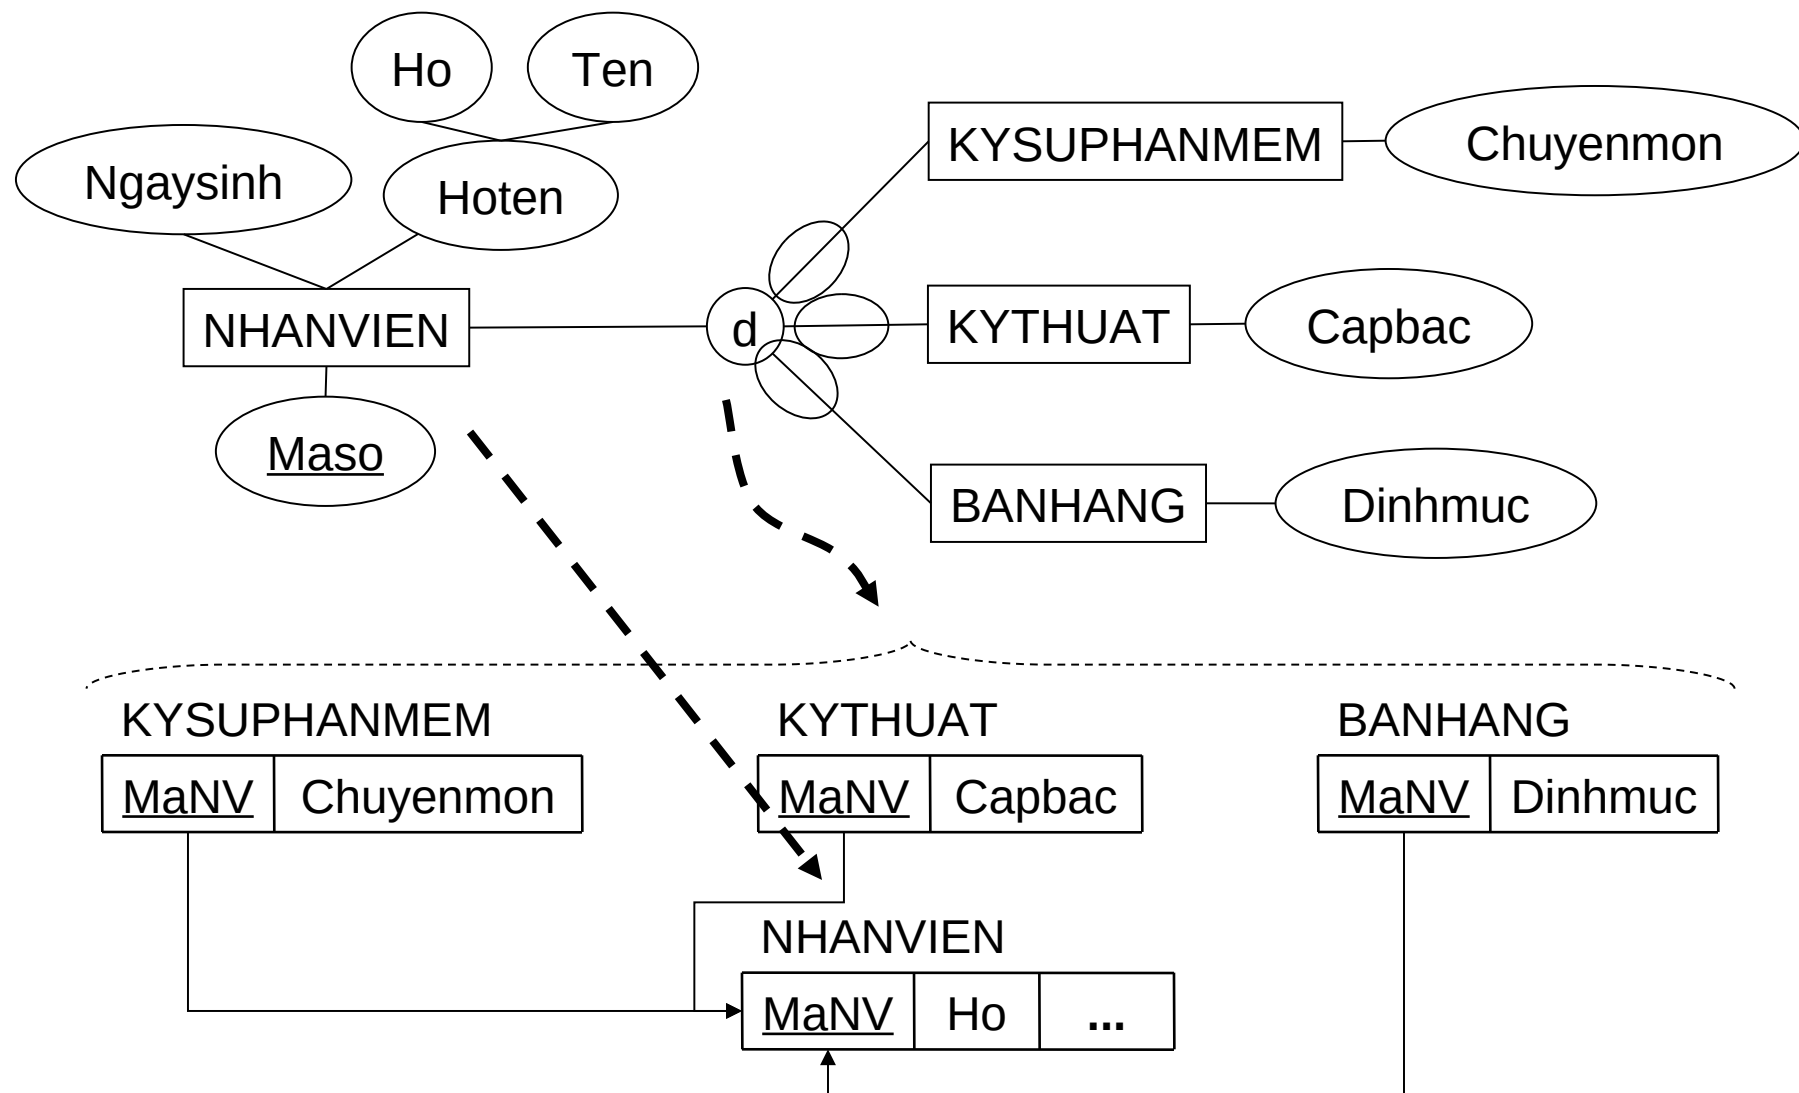 Ho
Ten
Ngaysinh
Hoten
KYSUPHANMEM
Chuyenmon
NHANVIEN
d
KYTHUAT
Capbac
Maso
BANHANG
Dinhmuc
KYSUPHANMEM
KYTHUAT
BANHANG
MaNV Chuyenmon
MaNV Capbac
MaNV Dinhmuc
NHANVIEN
MaNV Ho ...